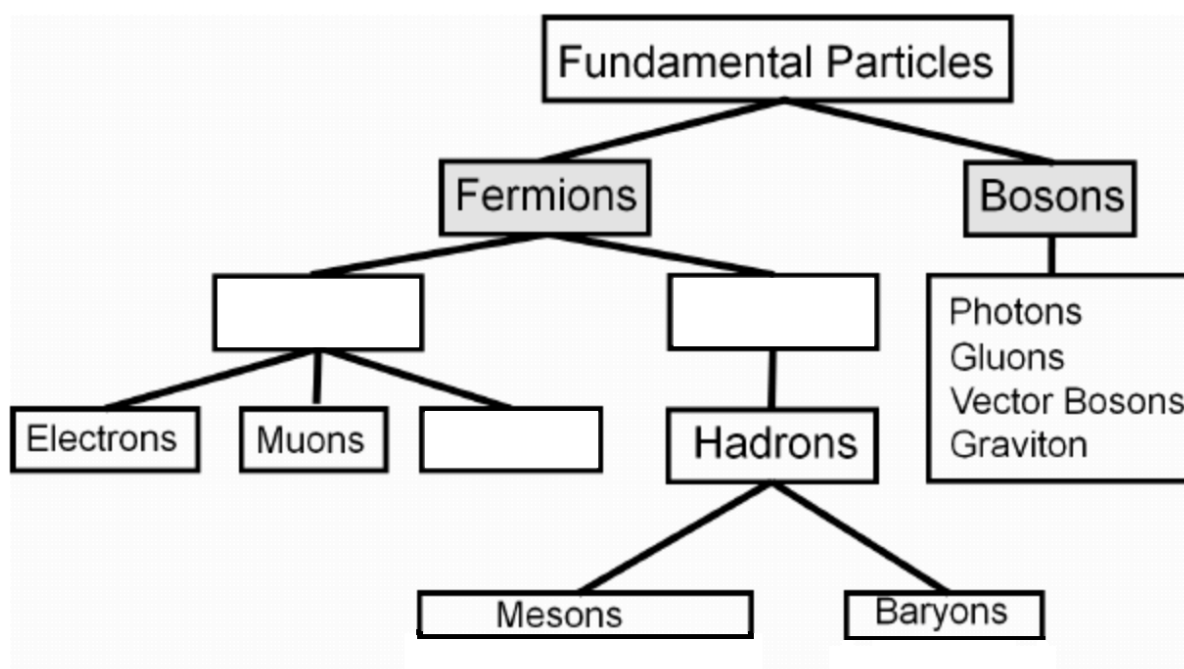 Fundamental Particles
Fermions
Bosons
Photons
Gluons
Vector Bosons
Graviton
Electrons
Muons
Hadrons
Mesons
Baryons